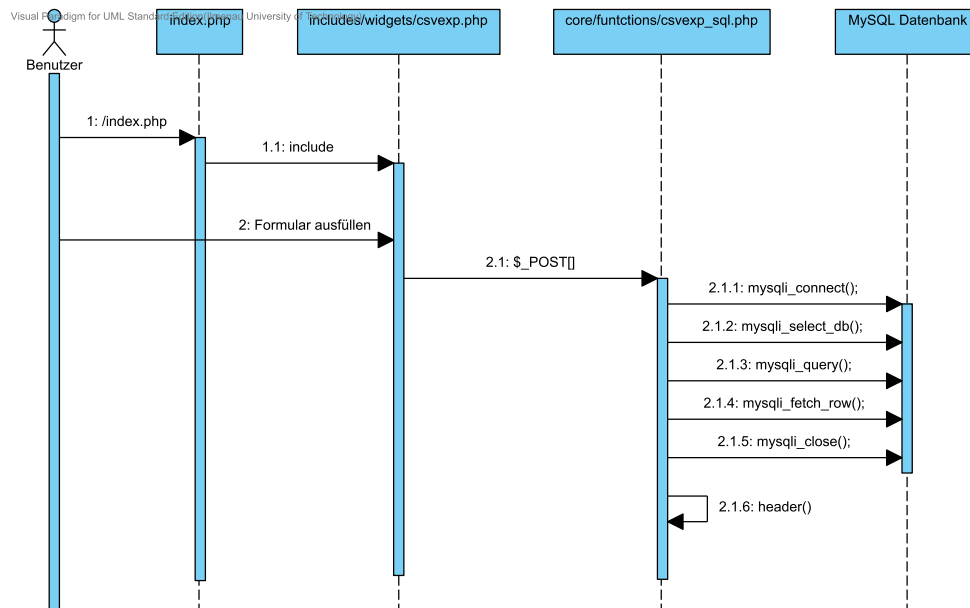 Visual Paradigm for UML Standard Edition(Ilmenau University of Technology)
index.php
includes/widgets/csvexp.php
core/funtctions/csvexp_sql.php
MySQL Datenbank
Benutzer
1: /index.php
1.1: include
2: Formular ausfüllen
2.1: $_POST[]
2.1.1: mysqli_connect();
2.1.2: mysqli_select_db();
2.1.3: mysqli_query();
2.1.4: mysqli_fetch_row();
2.1.5: mysqli_close();
2.1.6: header()